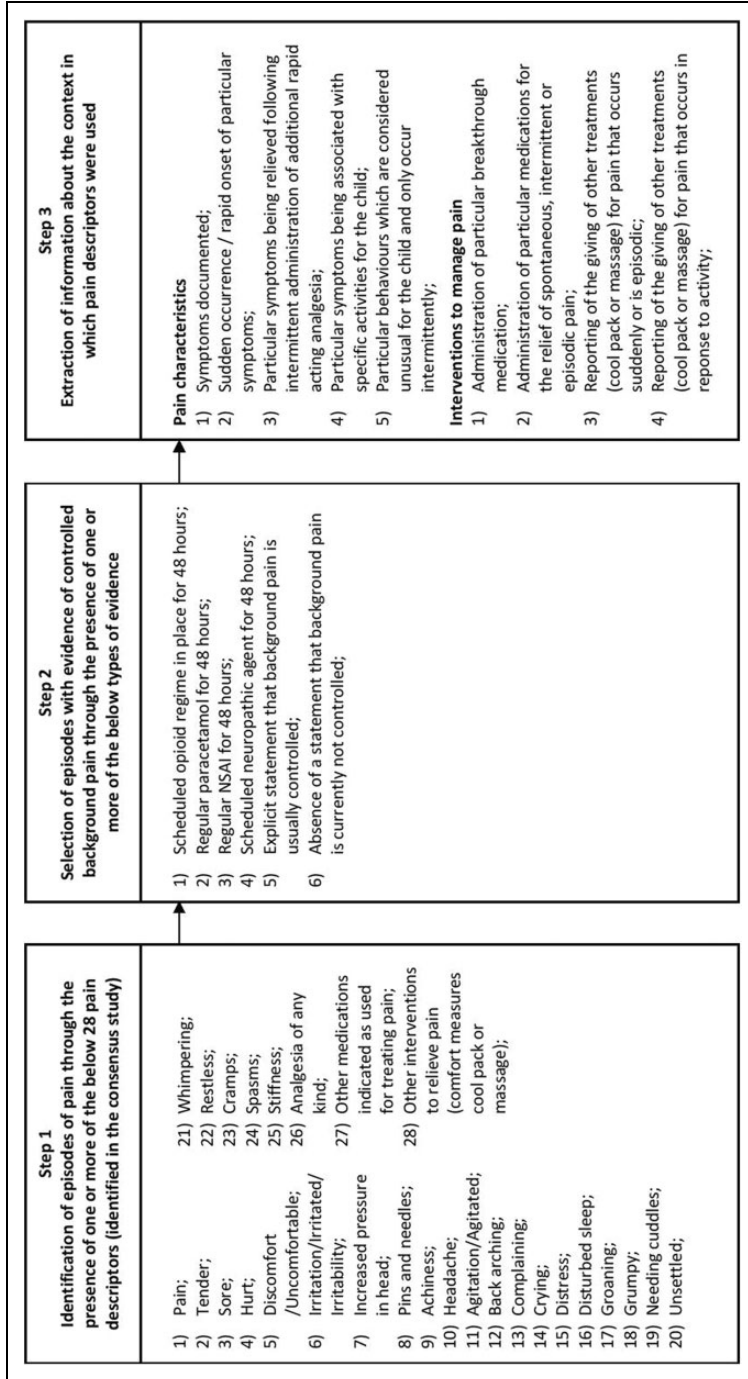 Step 1
Identification of episodes of pain through the
presence of one or more of the below 28 pain
descriptors (identified in the consensus study)
1) Pain;
2) Tender;
3) Sore;
4) Hurt;
5) Discomfort
/Uncomfortable;
6) Irritation/Irritated/
Irritability;
7) Increased pressure
in head;
8) Pins and needles;
9) Achiness;
10) Headache;
11) Agitation/Agitated;
12) Back arching;
13) Complaining;
14) Crying;
15) Distress;
16) Disturbed sleep;
17) Groaning;
18) Grumpy;
19) Needing cuddles;
20) Unsettled;
21) Whimpering;
22) Restless;
23) Cramps;
24) Spasms;
25) Stiffness;
26) Analgesia of any
kind;
27) Other medications
indicated as used
for treating pain;
28) Other interventions
to relieve pain
(comfort measures
cool pack or
massage);
Step 2
Selection of episodes with evidence of controlled
background pain through the presence of one or
more of the below types of evidence
1) Scheduled opioid regime in place for 48 hours;
2) Regular paracetamol for 48 hours;
3) Regular NSAI for 48 hours;
4) Scheduled neuropathic agent for 48 hours;
5) Explicit statement that background pain is
usually controlled;
6) Absence of a statement that background pain
is currently not controlled;
Step 3
Extraction of information about the context in
which pain descriptors were used
Pain characteristics
1) Symptoms documented;
2) Sudden occurrence / rapid onset of particular
symptoms;
3) Particular symptoms being relieved following
intermittent administration of additional rapid
acting analgesia;
4) Particular symptoms being associated with
specific activities for the child;
5) Particular behaviours which are considered
unusual for the child and only occur
intermittently;
Interventions to manage pain
1) Administration of particular breakthrough
medication;
2) Administration of particular medications for
the relief of spontaneous, intermittent or
episodic pain;
3) Reporting of the giving of other treatments
(cool pack or massage) for pain that occurs
suddenly or is episodic;
4) Reporting of the giving of other treatments
(cool pack or massage) for pain that occurs in
reponse to activity;